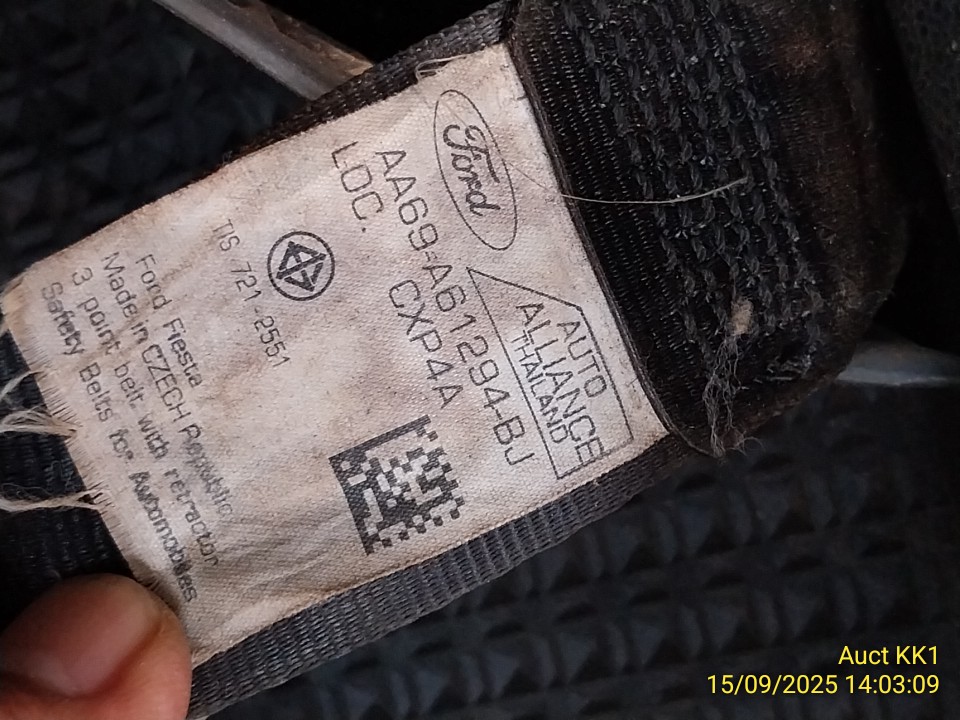 Ford
AUTO
ALLIANCE
THAILAND
AA69-A61294-BJ
LOC. CXP4A
TIS 721-2551
Ford Fiesta
Made in CZECH Republic
3 point belt with retractor
Safety Belts for Automobiles
Auct KK1
15/09/2025 14:03:09